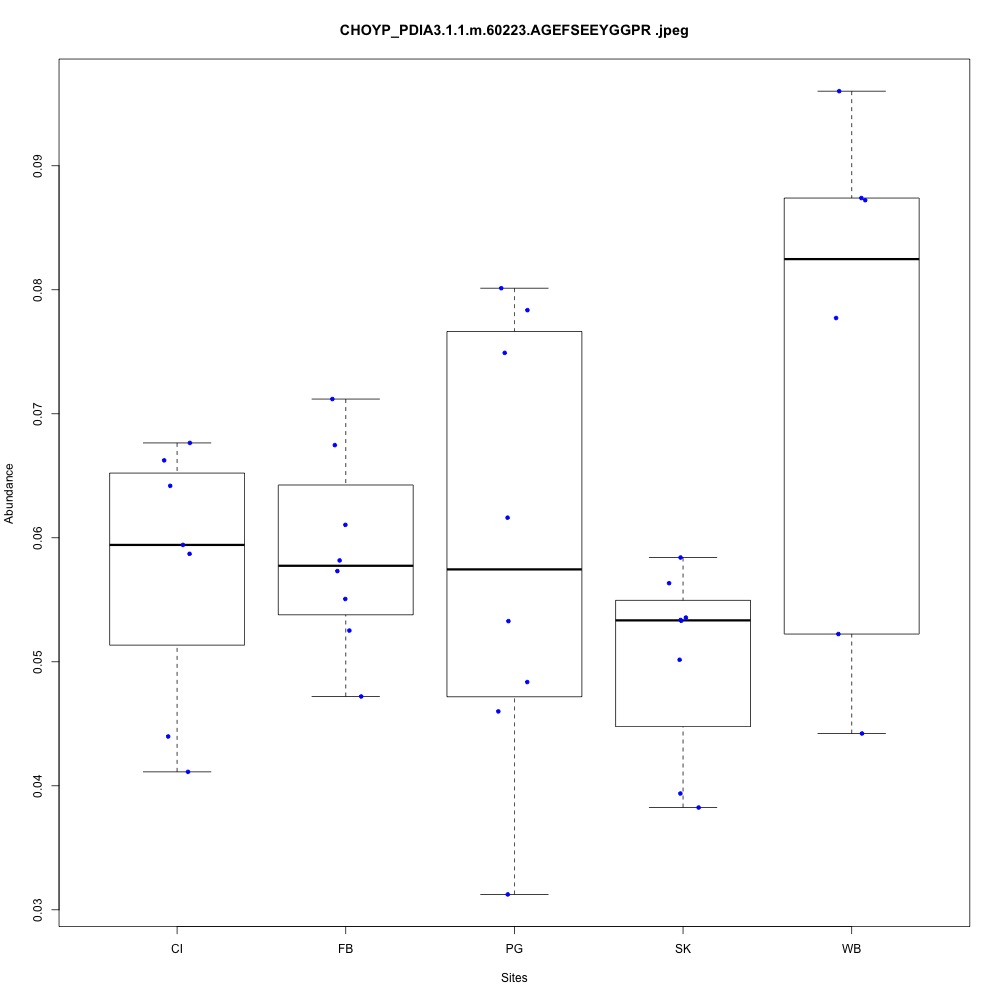 CHOYP_PDIA3.1.1.m.60223.AGEFSEEYGGPR .jpeg
Abundance
0.09
0.08
0.07
0.06
0.05
0.04
0.03
CI FB PG SK WB
Sites